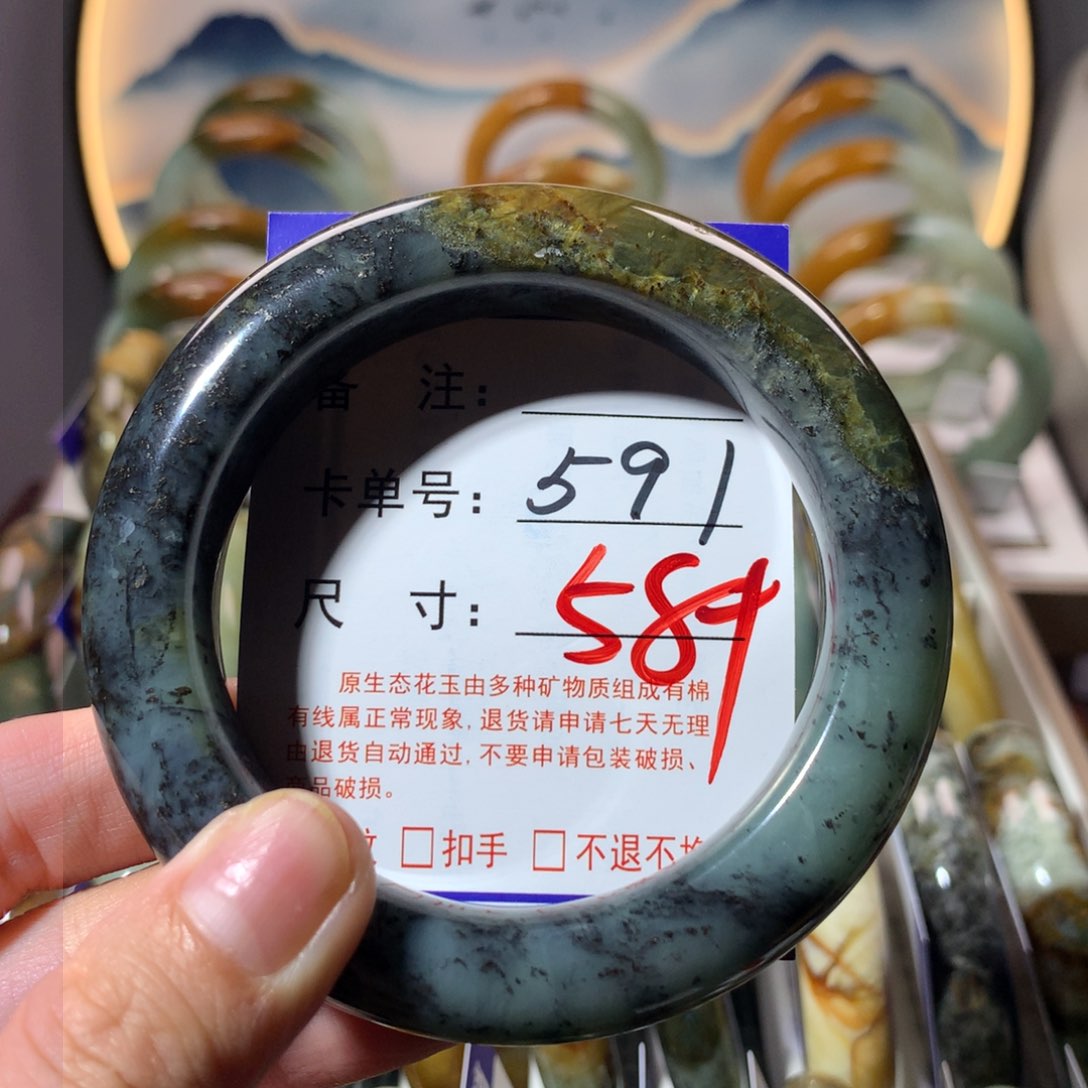 备 注：
卡单号：591
尺 寸：589
原生态花玉由多种矿物质组成有棉
有线属正常现象，退货请申请七天无理
由退货自动通过，不要申请包装破损、
商品破损。
纹 □扣手 □不退不换